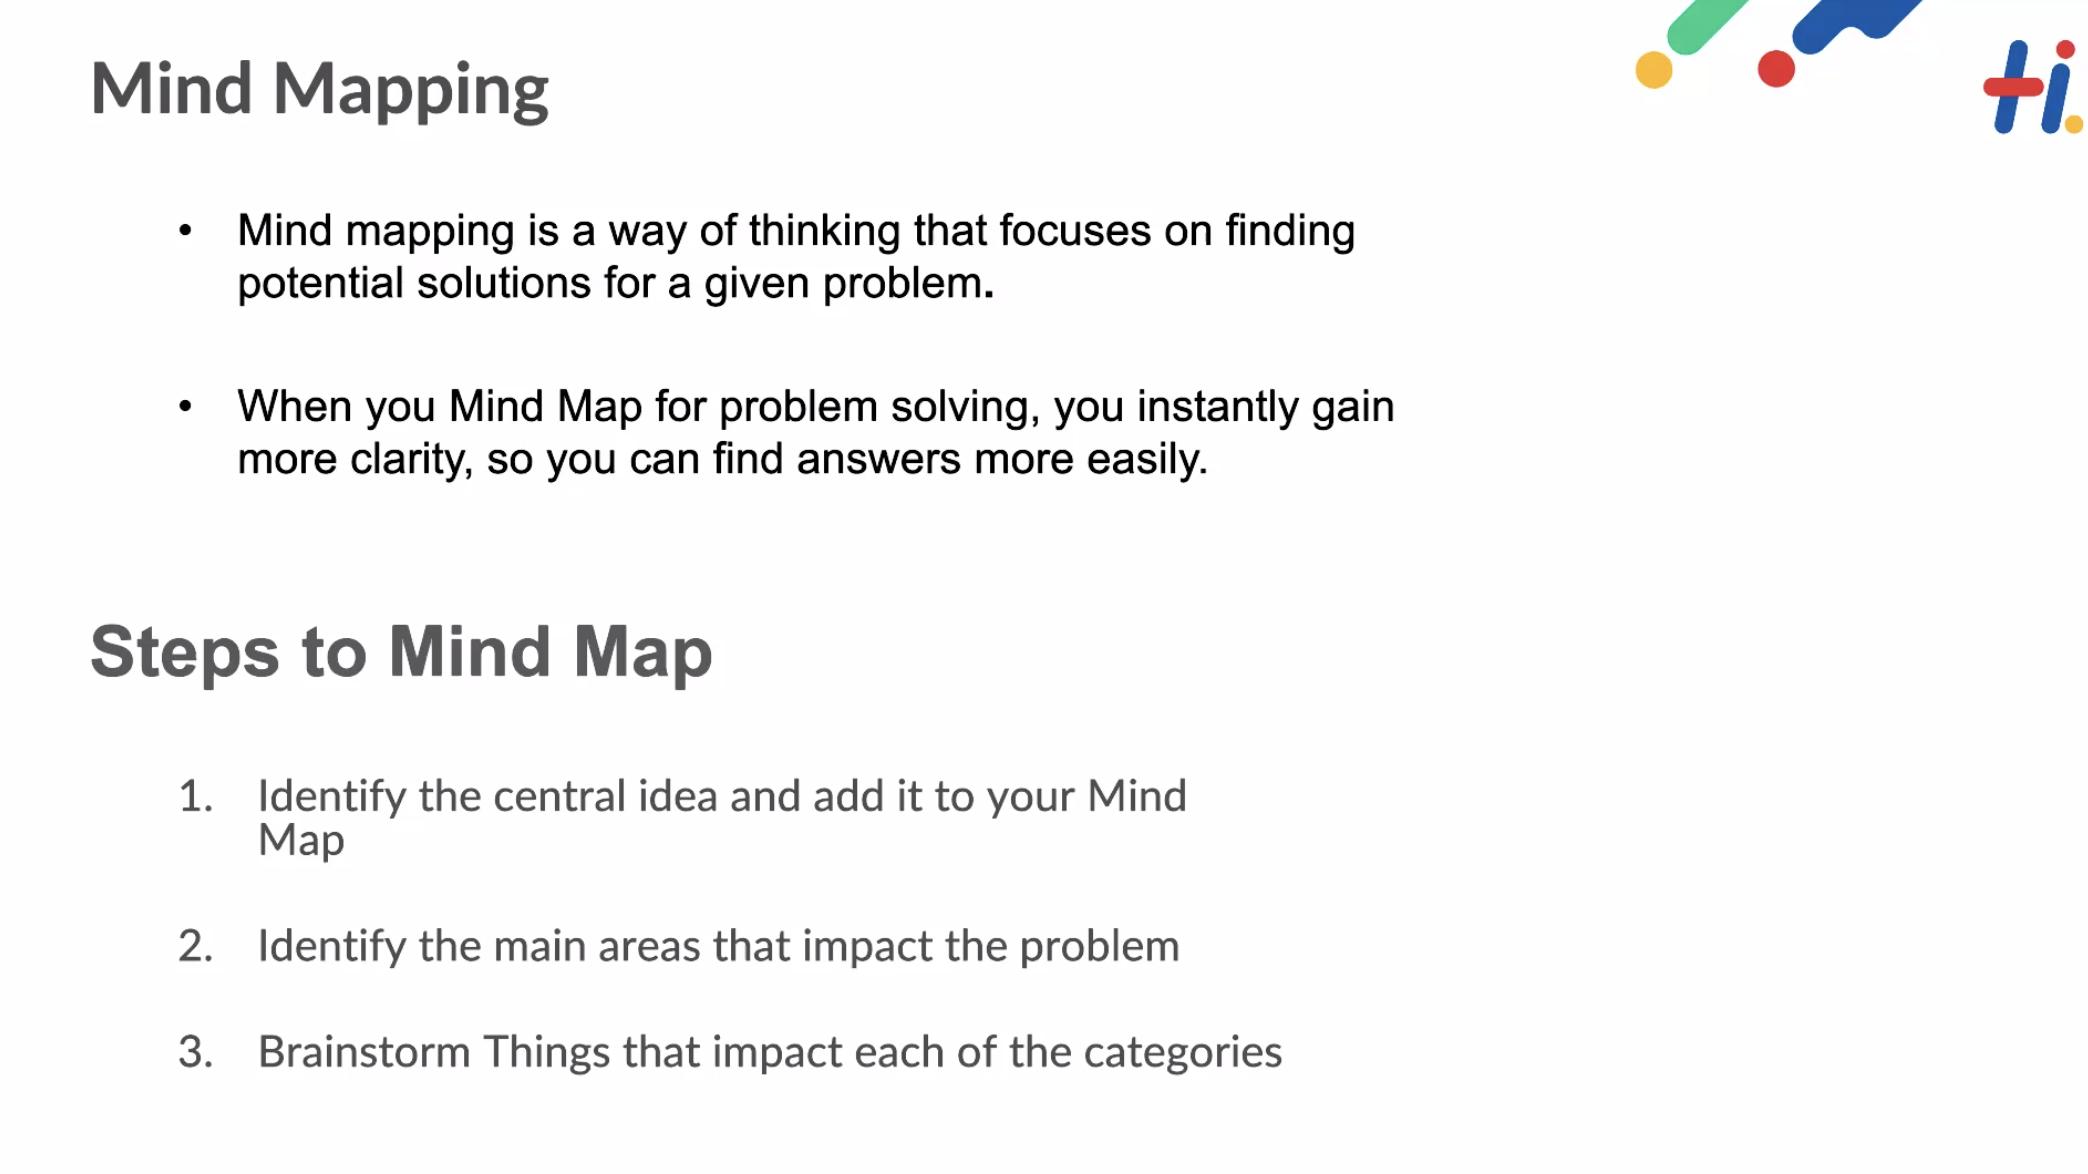 Mind Mapping
Hi.
• Mind mapping is a way of thinking that focuses on finding
potential solutions for a given problem.
• When you Mind Map for problem solving, you instantly gain
more clarity, so you can find answers more easily.
Steps to Mind Map
1. Identify the central idea and add it to your Mind
Map
2. Identify the main areas that impact the problem
3. Brainstorm Things that impact each of the categories